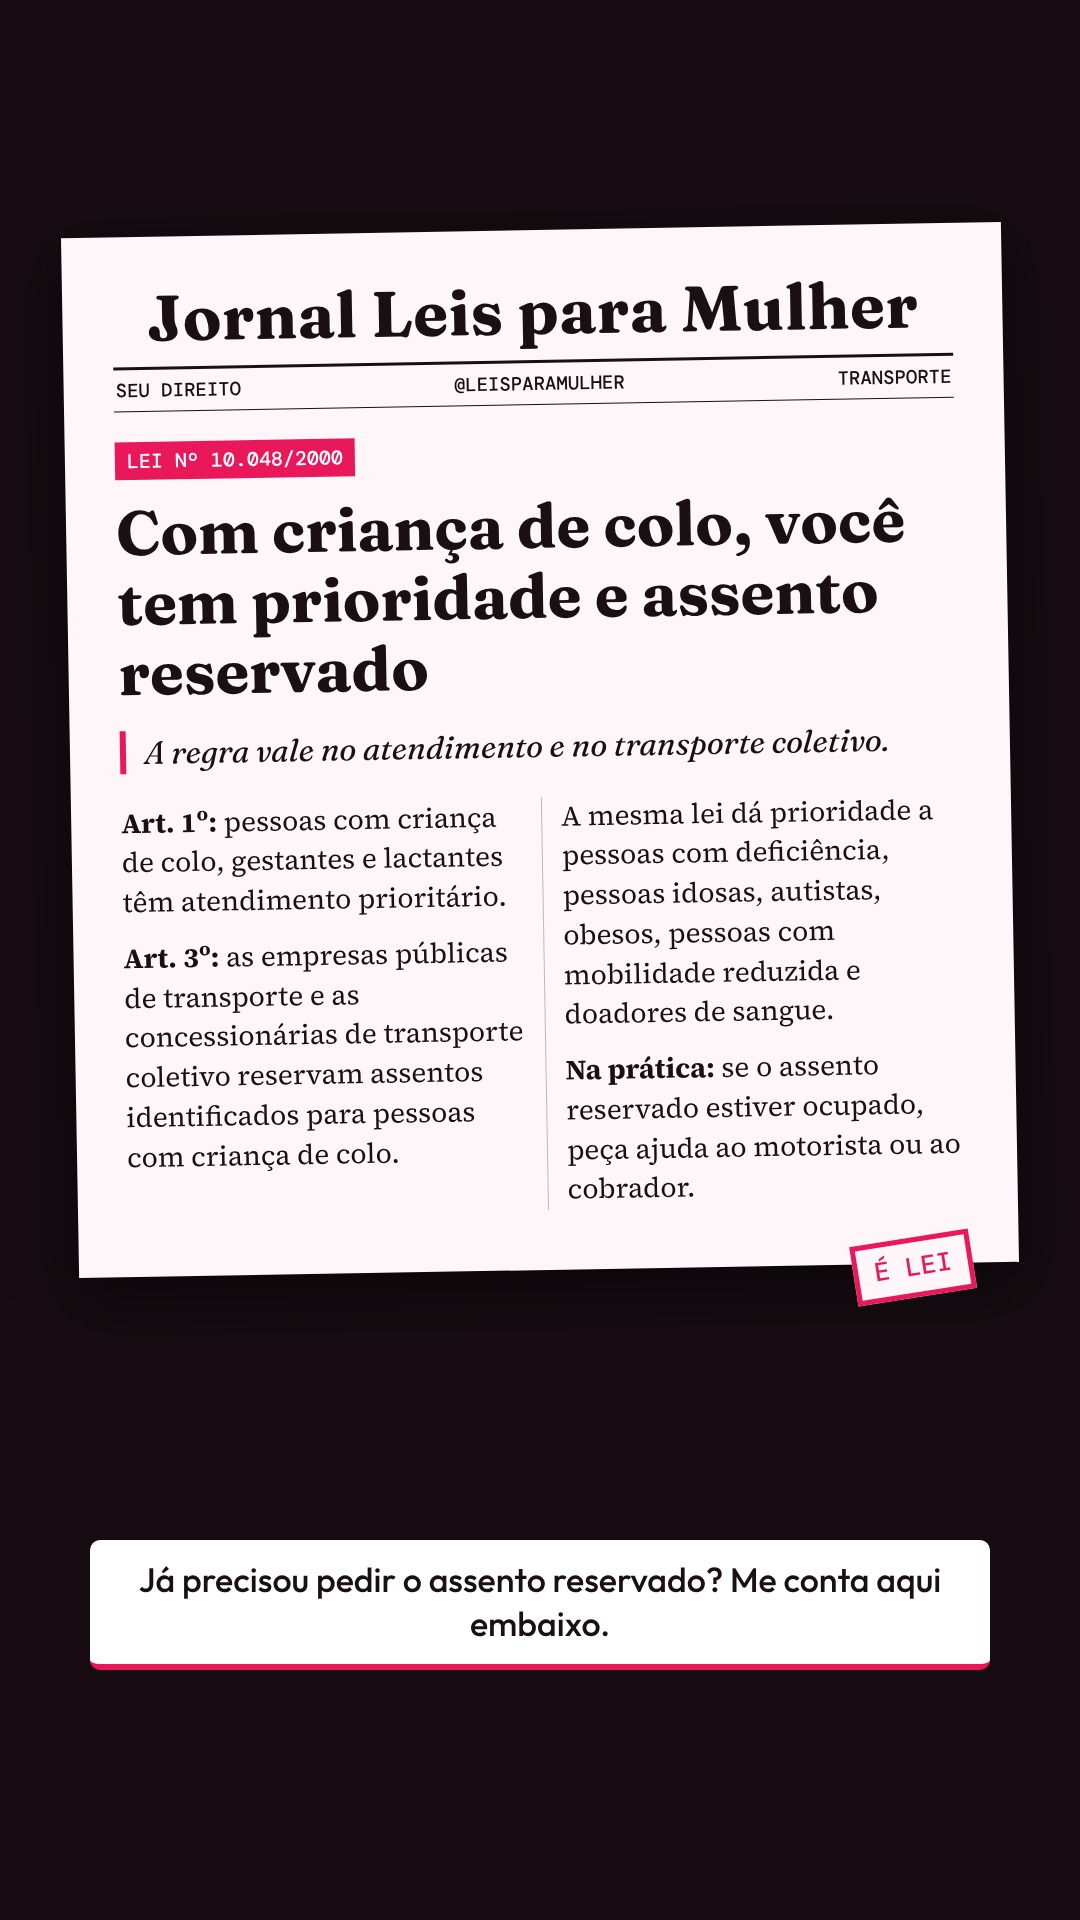 Jornal Leis para Mulher
SEU DIREITO
@LEISPARAMULHER
TRANSPORTE
LEI Nº 10.048/2000
Com criança de colo, você
tem prioridade e assento
reservado
A regra vale no atendimento e no transporte coletivo.
Art. 1º: pessoas com criança
de colo, gestantes e lactantes
têm atendimento prioritário.
Art. 3º: as empresas públicas
de transporte e as
concessionárias de transporte
coletivo reservam assentos
identificados para pessoas
com criança de colo.
A mesma lei dá prioridade a
pessoas com deficiência,
pessoas idosas, autistas,
obesos, pessoas com
mobilidade reduzida e
doadores de sangue.
Na prática: se o assento
reservado estiver ocupado,
peça ajuda ao motorista ou ao
cobrador.
É LEI
Já precisou pedir o assento reservado? Me conta aqui
embaixo.